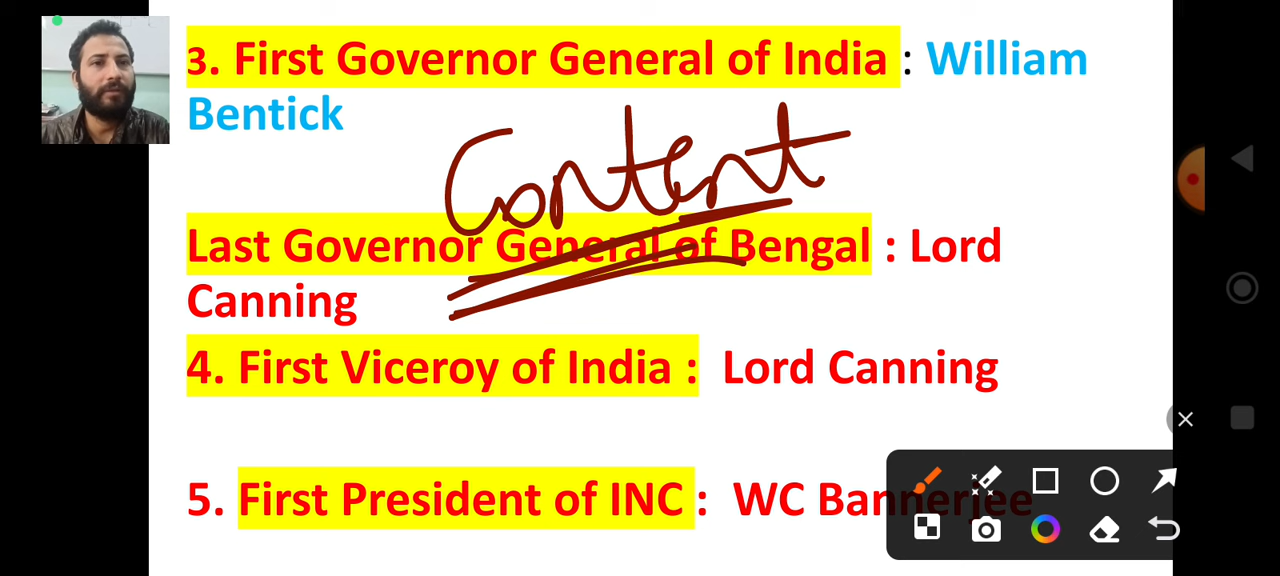 3. First Governor General of India : William
Bentick
Content
Last Governor General of Bengal : Lord
Canning
4. First Viceroy of India : Lord Canning
5. First President of INC : WC Bannerjee